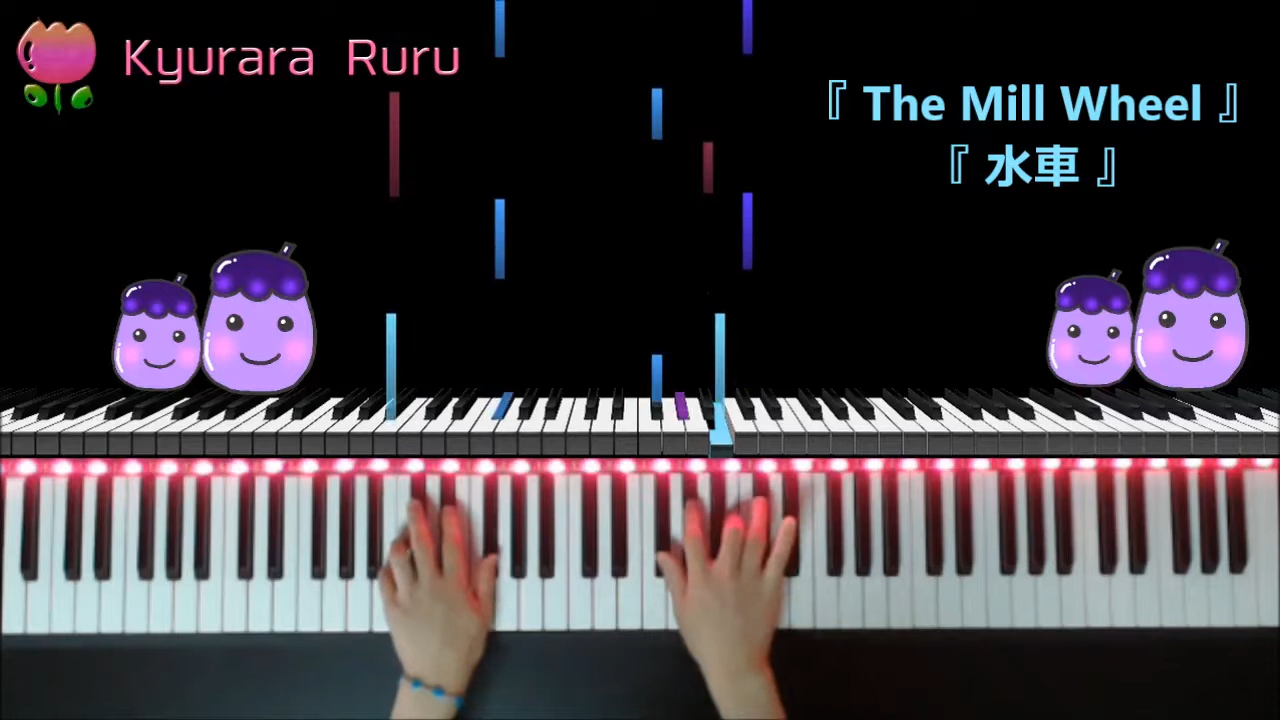 Kyurara Ruru
『 The Mill Wheel 』
『 水車 』